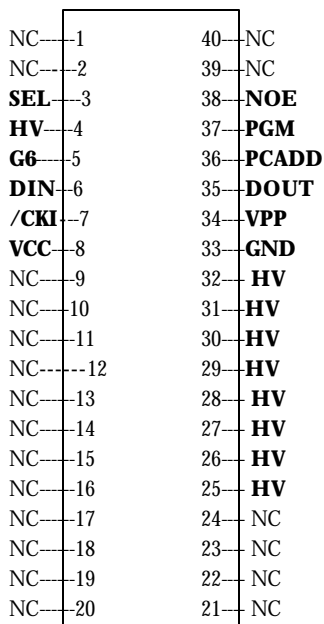 NC-----1 40---NC
NC-----2 39---NC
SEL-----3 38---NOE
HV-----4 37---PGM
G6------5 36---PCADD
DIN---6 35---DOUT
/CKI---7 34---VPP
VCC---8 33---GND
NC-----9 32--- HV
NC-----10 31---HV
NC-----11 30---HV
NC-------12 29---HV
NC-----13 28--- HV
NC-----14 27--- HV
NC-----15 26--- HV
NC-----16 25--- HV
NC-----17 24--- NC
NC-----18 23--- NC
NC-----19 22--- NC
NC-----20 21--- NC